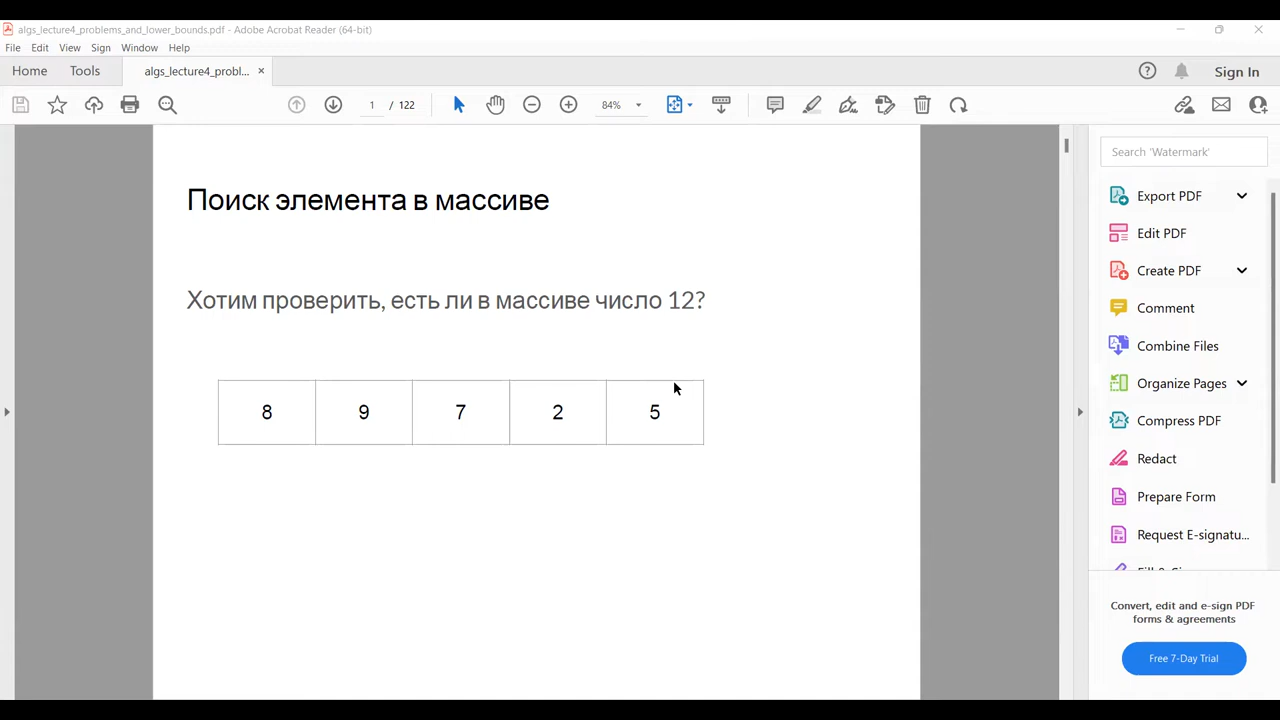 algs_lecture4_problems_and_lower_bounds.pdf - Adobe Acrobat Reader (64-bit)
File Edit View Sign Window Help
Home Tools algs_lecture4_probl... × Sign In
1 / 122 84%
Поиск элемента в массиве
Хотим проверить, есть ли в массиве число 12?
8 9 7 2 5
Search 'Watermark'
Export PDF
Edit PDF
Create PDF
Comment
Combine Files
Organize Pages
Compress PDF
Redact
Prepare Form
Request E-signatu...
Convert, edit and e-sign PDF
forms & agreements
Free 7-Day Trial